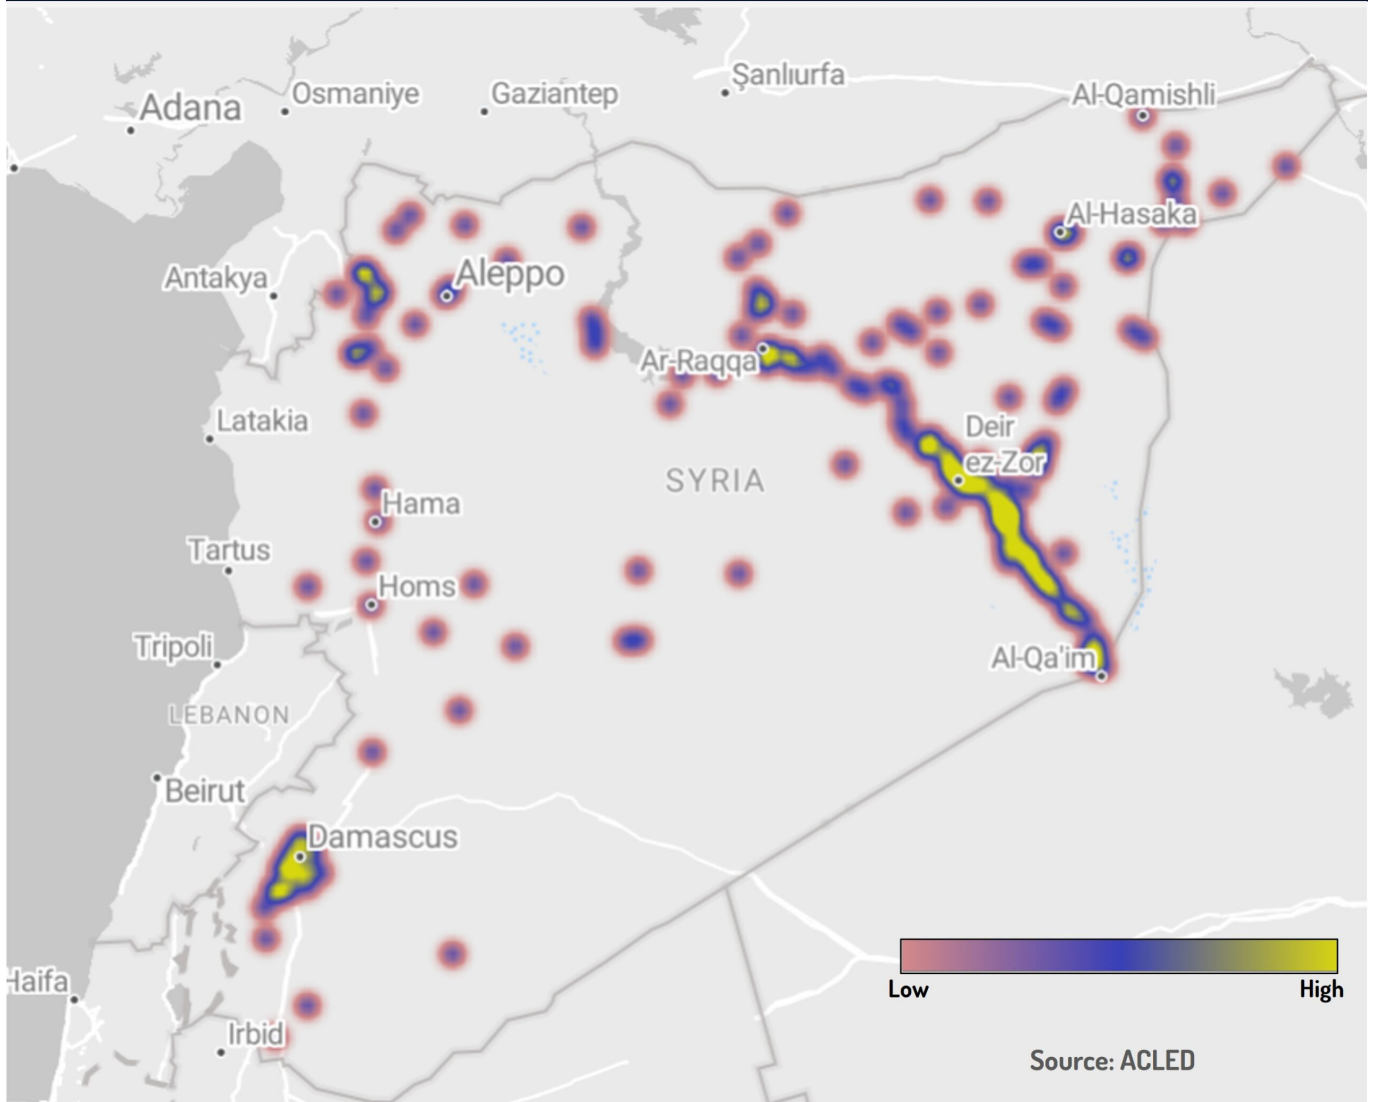 Şanlıurfa
Al-Qamishli
Osmaniye
Gaziantep
Adana
Al-Hasaka
Antakya
Aleppo
Ar-Raqqa
Latakia
Deir
ez-Zor
SYRIA
Hama
Tartus
Homs
Tripoli
Al-Qa'im
LEBANON
Beirut
Damascus
Haifa
Low
High
Irbid
Source: ACLED